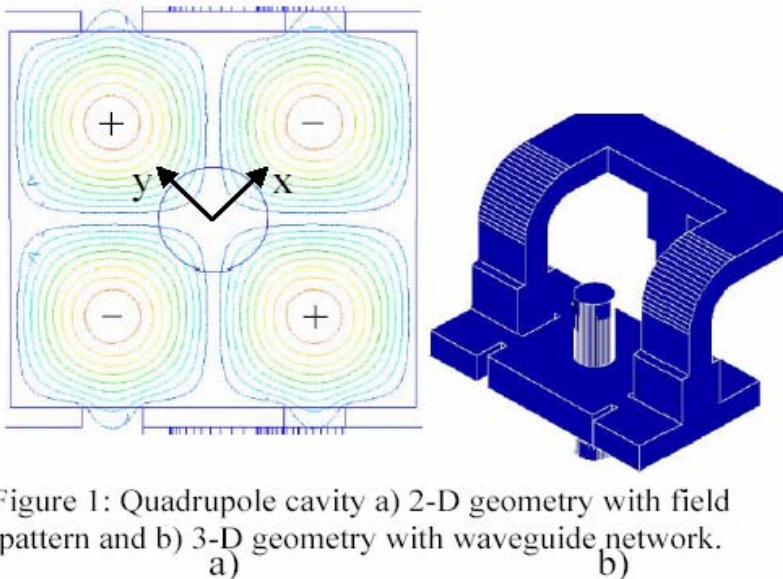 +
−
y
x
−
+
Figure 1: Quadrupole cavity a) 2-D geometry with field
pattern and b) 3-D geometry with waveguide network.
a)
b)